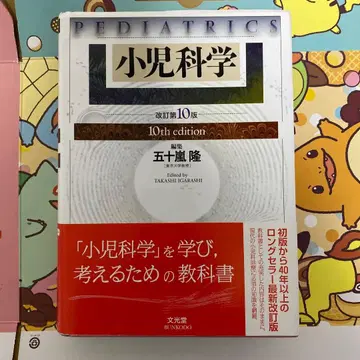 PEDIATRICS
小児科学
改訂第10版
10th edition
編集
五十嵐 隆
Edited by
TAKASHI IGARASHI
初版から40年以上の
ロングセラー最新改訂版
「小児科学」を学び,
考えるための教科書
文光堂
BUNKODO